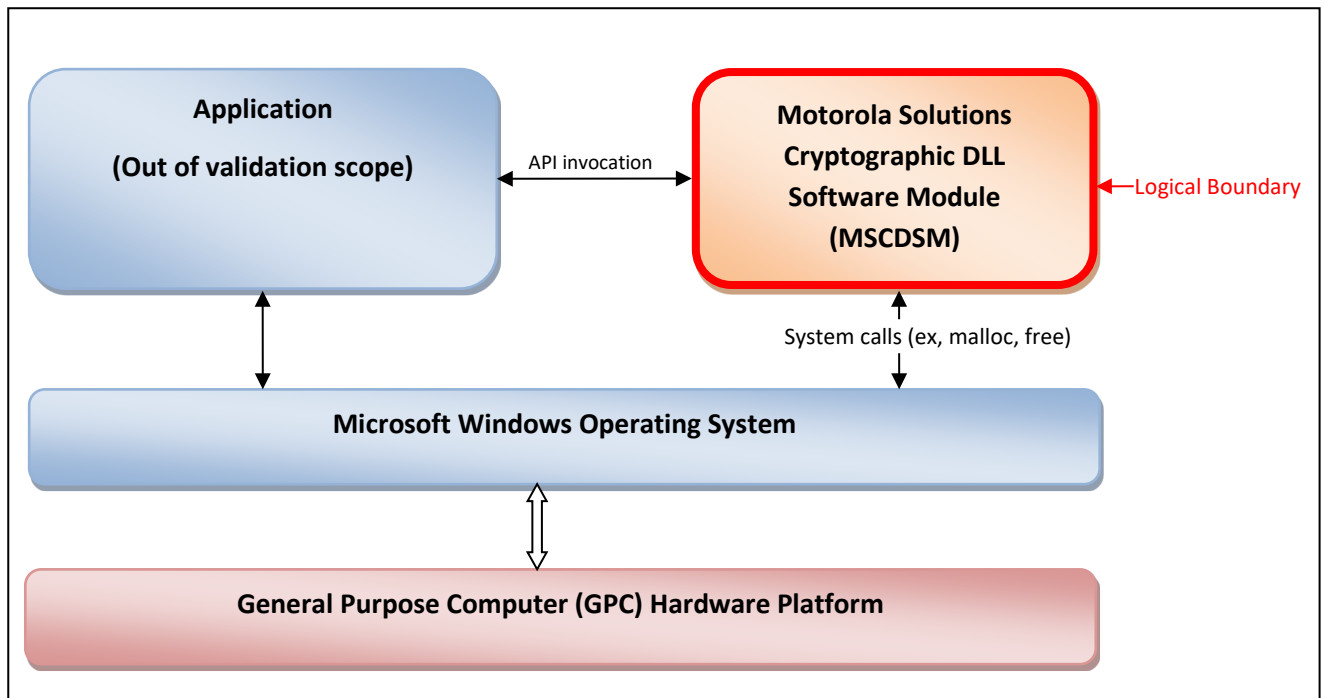 Application
(Out of validation scope)
API invocation
Motorola Solutions
Cryptographic DLL
Software Module
(MSCDSM)
Logical Boundary
System calls (ex, malloc, free)
Microsoft Windows Operating System
General Purpose Computer (GPC) Hardware Platform